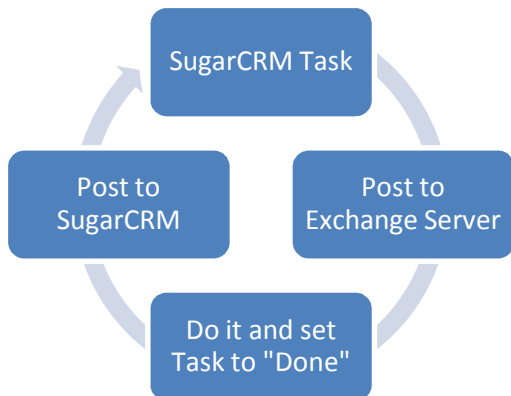 SugarCRM Task
Post to
Exchange Server
Do it and set
Task to "Done"
Post to
SugarCRM